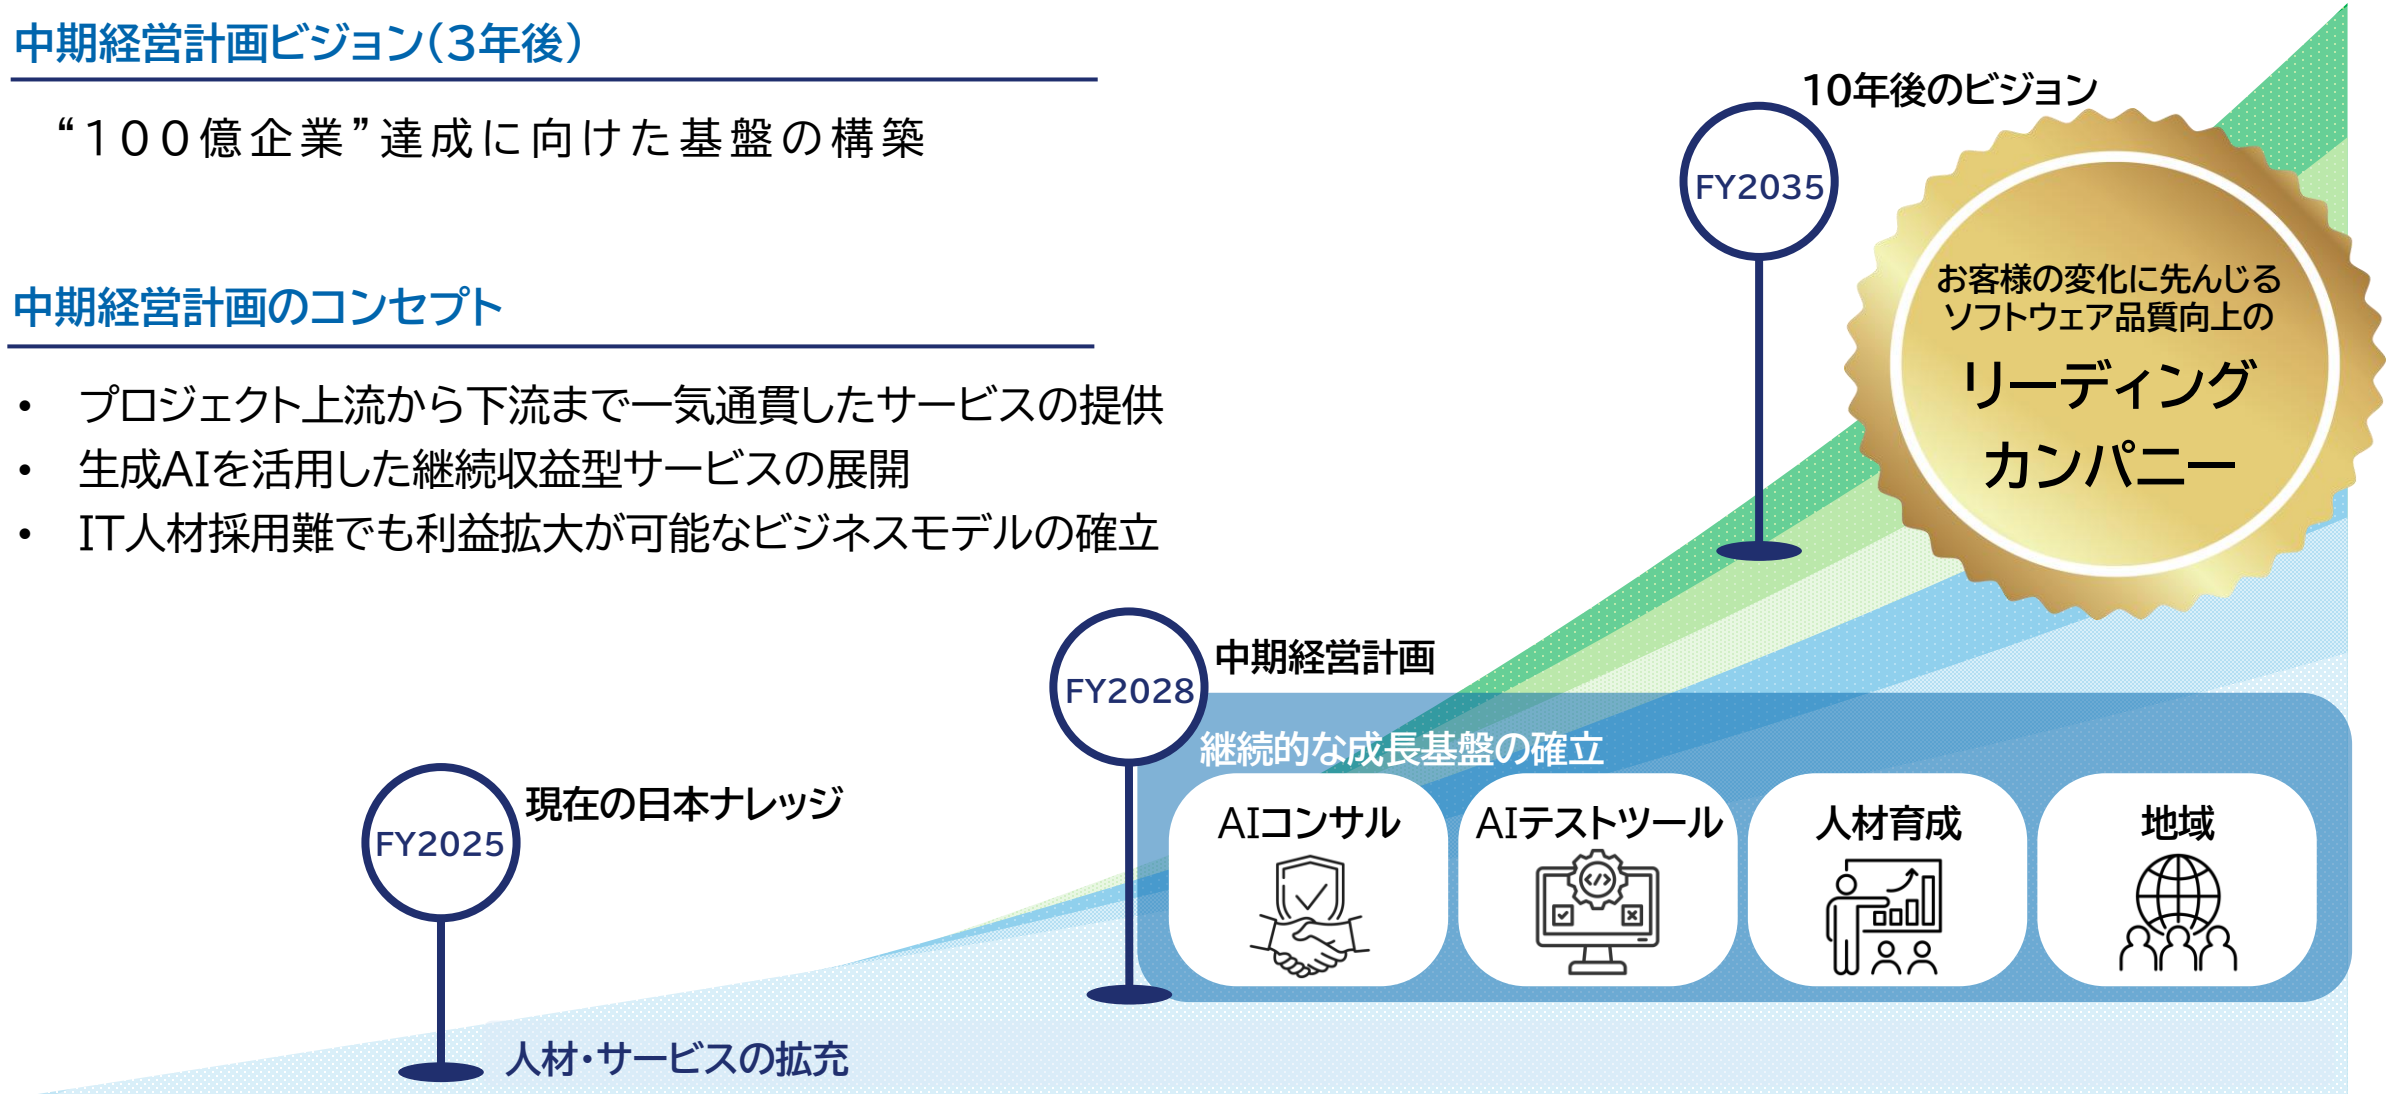 中期経営計画ビジョン（3年後）
“１００億企業”達成に向けた基盤の構築
中期経営計画のコンセプト
• プロジェクト上流から下流まで一気通貫したサービスの提供
• 生成AIを活用した継続収益型サービスの展開
• IT人材採用難でも利益拡大が可能なビジネスモデルの確立
10年後のビジョン
FY2035
お客様の変化に先んじる
ソフトウェア品質向上の
リーディング
カンパニー
中期経営計画
FY2028
継続的な成長基盤の確立
AIコンサル
AIテストツール
人材育成
地域
現在の日本ナレッジ
FY2025
人材・サービスの拡充